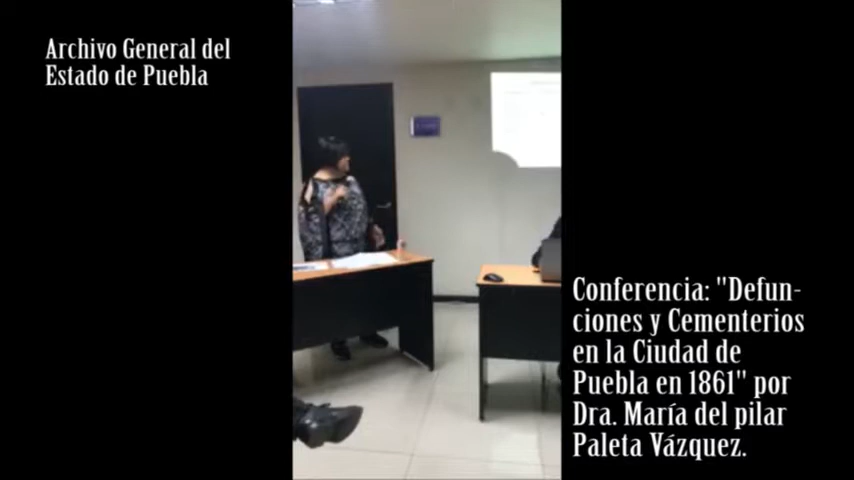 Archivo General del
Estado de Puebla
Conferencia: "Defun-
ciones y Cementerios
en la Ciudad de
Puebla en 1861" por
Dra. María del pilar
Paleta Vázquez.